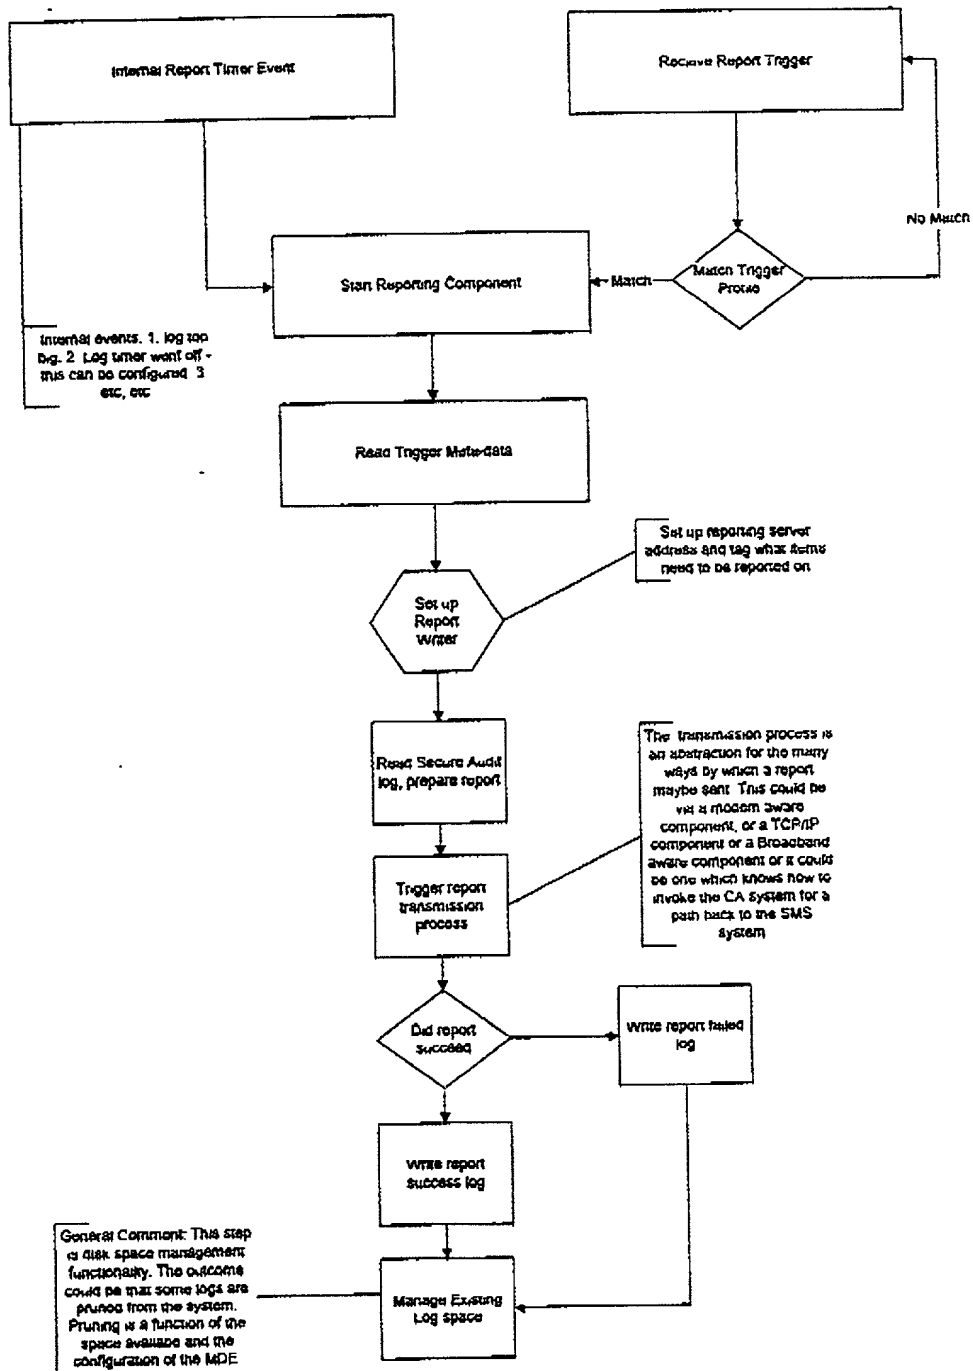 Internal Report Timer Event
Recieve Report Trigger
No Match
Match Trigger
Profile
Match
Start Reporting Component
Internal events. 1. log too
big. 2. Log timer went off -
this can be configured 3
etc, etc
Read Trigger Meta-data
Set up reporting server
address and tag what items
need to be reported on
Set up
Report
Writer
Read Secure Audit
log, prepare report
The transmission process is
an abstraction for the many
ways by which a report
maybe sent. This could be
via a modem aware
component, or a TCP/IP
component or a Broadband
aware component or it could
be one which knows how to
invoke the CA system for a
path back to the SMS
system
Trigger report
transmission
process
Did report
succeed
Write report failed
log
Write report
success log
General Comment: This step
is disk space management
functionality. The outcome
could be that some logs are
pruned from the system.
Pruning is a function of the
space availabe and the
configuration of the MDE
Manage Existing
Log space